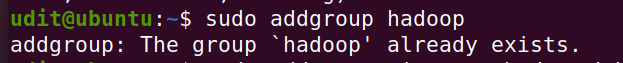 udit@ubuntu:~$ sudo addgroup hadoop
addgroup: The group `hadoop' already exists.